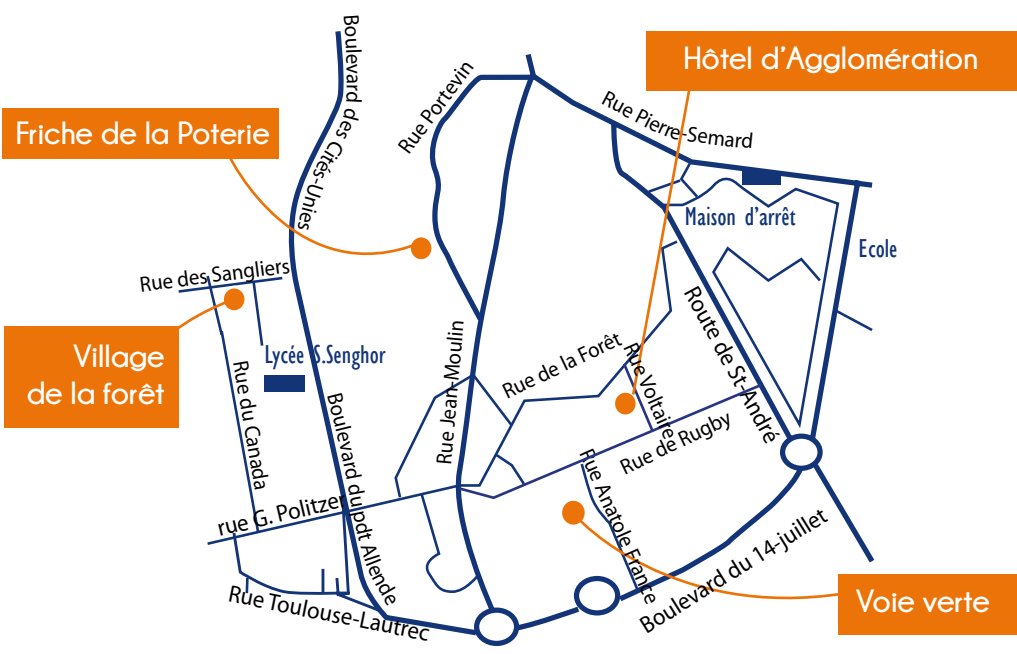 Boulevard des Cités-Unies
Rue Portevin
Hôtel d'Agglomération
Rue Pierre-Semard
Friche de la Poterie
Maison d'arrêt
Ecole
Rue des Sangliers
Village
de la forêt
Lycée S.Senghor
Rue du Canada
Boulevard du pdt Allende
Rue Jean-Moulin
Rue de la Forêt
Rue Voltaire
Route de St-André
Rue de Rugby
rue G. Politzer
Rue Anatole France
Boulevard du 14-juillet
Rue Toulouse-Lautrec
Voie verte